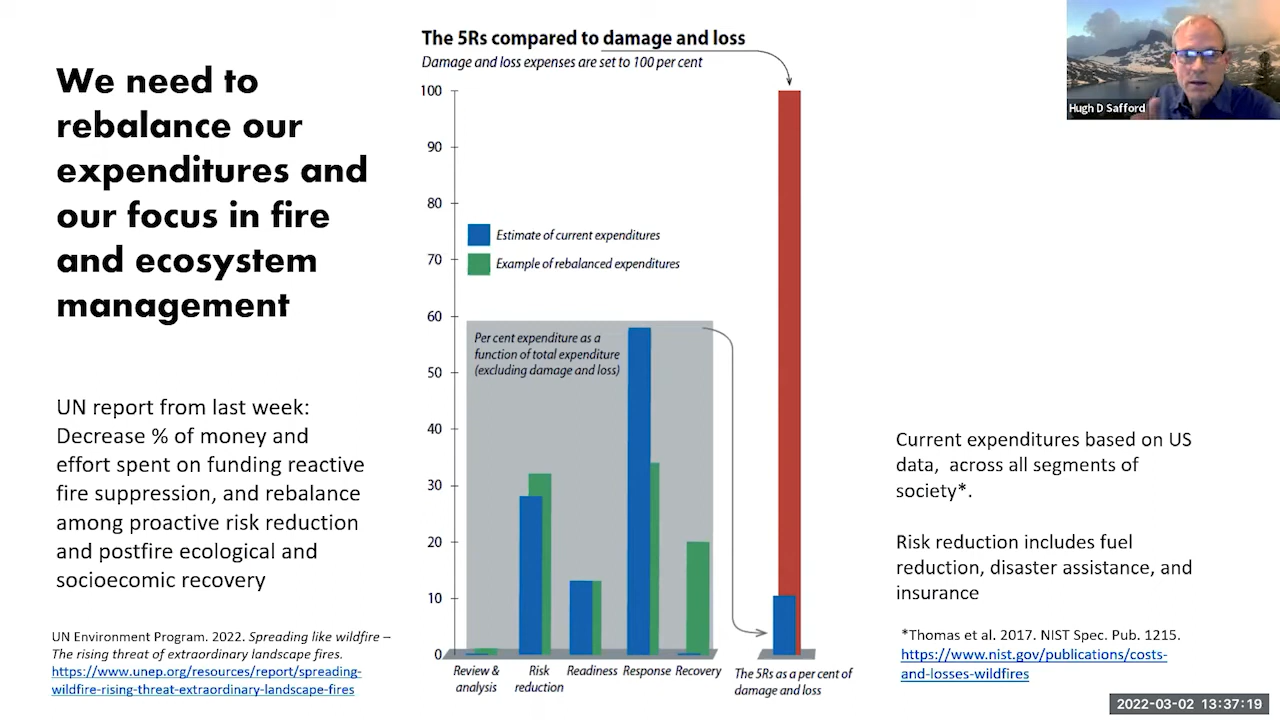 We need to
rebalance our
expenditures and
our focus in fire
and ecosystem
management
UN report from last week:
Decrease % of money and
effort spent on funding reactive
fire suppression, and rebalance
among proactive risk reduction
and postfire ecological and
socioecomic recovery
UN Environment Program. 2022. Spreading like wildfire –
The rising threat of extraordinary landscape fires.
https://www.unep.org/resources/report/spreading-
wildfire-rising-threat-extraordinary-landscape-fires
The 5Rs compared to damage and loss
Damage and loss expenses are set to 100 per cent
100
90
80
70
60
50
40
30
20
10
0
Estimate of current expenditures
Example of rebalanced expenditures
Per cent expenditure as a
function of total expenditure
(excluding damage and loss)
Review &
analysis
Risk
reduction
Readiness
Response
Recovery
The 5Rs as a per cent of
damage and loss
Hugh D Safford
Current expenditures based on US
data, across all segments of
society*.
Risk reduction includes fuel
reduction, disaster assistance, and
insurance
*Thomas et al. 2017. NIST Spec. Pub. 1215.
https://www.nist.gov/publications/costs-
and-losses-wildfires
2022-03-02 13:37:19